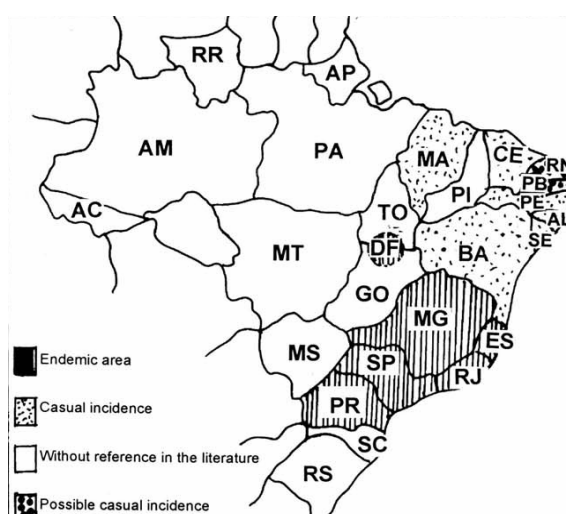 RR
AP
AM
PA
MA
CE
RN
PB
PI
PE
AC
TO
AL
SE
DF
BA
MT
GO
MG
ES
MS
SP
RJ
PR
SC
RS
Endemic area
Casual incidence
Without reference in the literature
Possible casual incidence